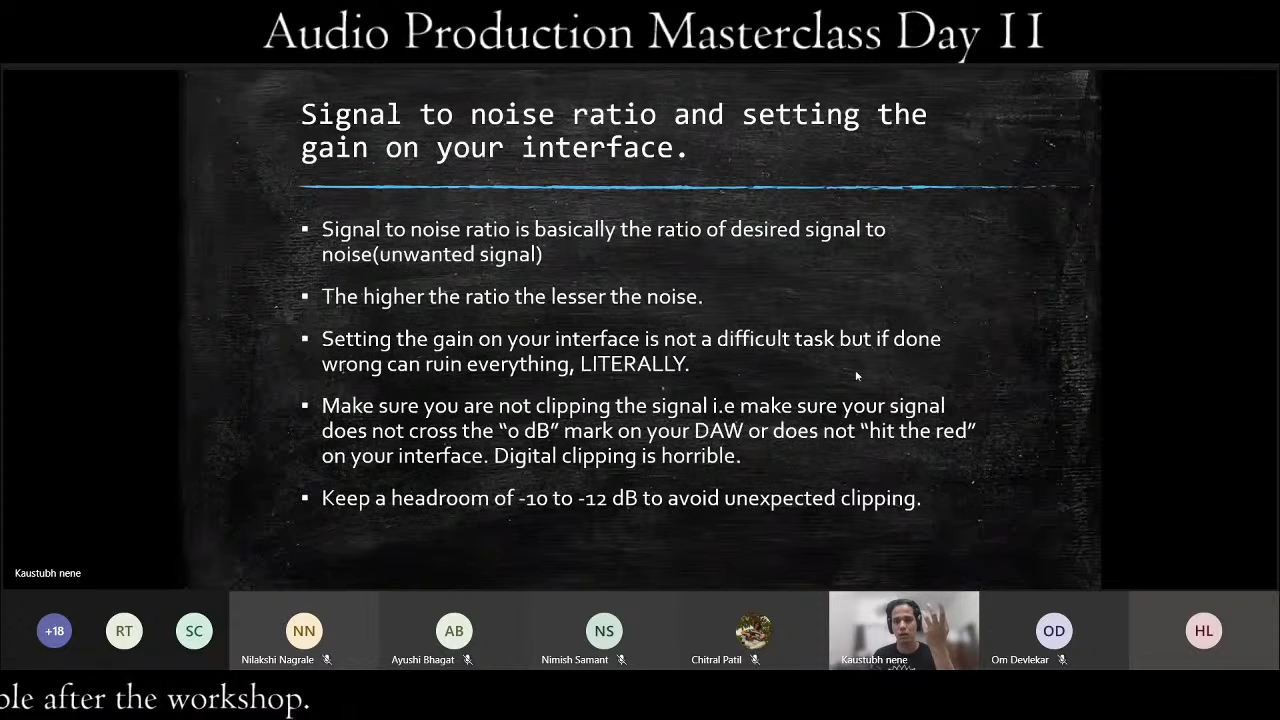 Audio Production Masterclass Day II
Signal to noise ratio and setting the
gain on your interface.
▪ Signal to noise ratio is basically the ratio of desired signal to
noise(unwanted signal)
▪ The higher the ratio the lesser the noise.
▪ Setting the gain on your interface is not a difficult task but if done
wrong can ruin everything, LITERALLY.
▪ Make sure you are not clipping the signal i.e make sure your signal
does not cross the “0 dB” mark on your DAW or does not “hit the red”
on your interface. Digital clipping is horrible.
▪ Keep a headroom of -10 to -12 dB to avoid unexpected clipping.
Kaustubh nene
+18 RT SC NN AB NS OD HL
Nilakshi Nagrale Ayushi Bhagat Nimish Samant Chitral Patil Kaustubh nene Om Devlekar
ble after the workshop.